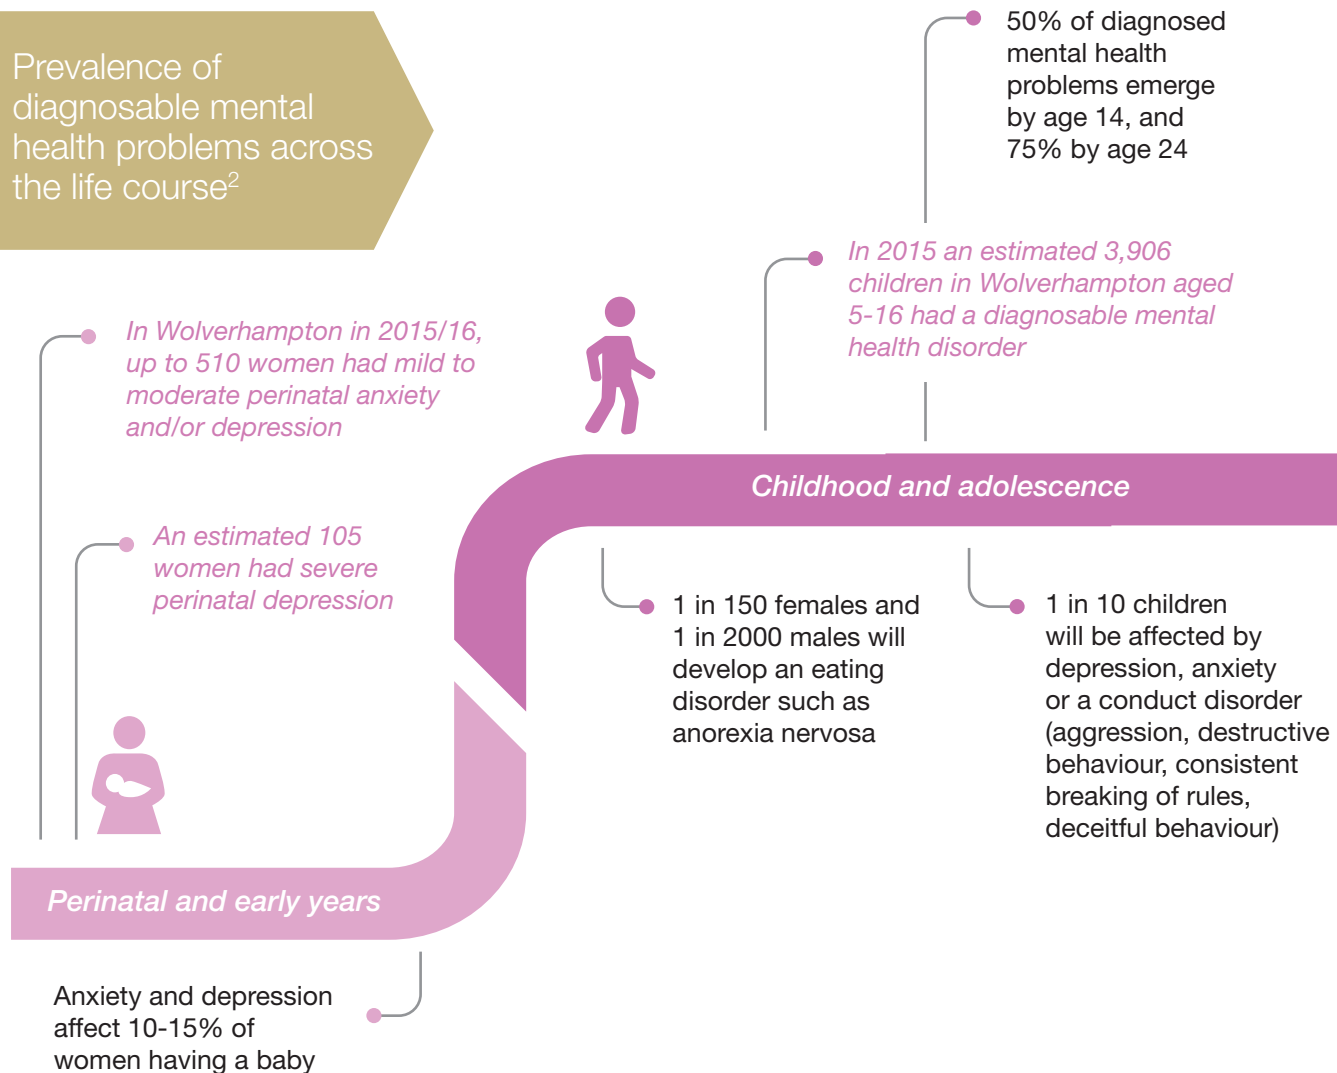 Prevalence of
diagnosable mental
health problems across
the life course²
50% of diagnosed
mental health
problems emerge
by age 14, and
75% by age 24
In 2015 an estimated 3,906
children in Wolverhampton aged
5-16 had a diagnosable mental
health disorder
In Wolverhampton in 2015/16,
up to 510 women had mild to
moderate perinatal anxiety
and/or depression
Childhood and adolescence
An estimated 105
women had severe
perinatal depression
1 in 150 females and
1 in 2000 males will
develop an eating
disorder such as
anorexia nervosa
1 in 10 children
will be affected by
depression, anxiety
or a conduct disorder
(aggression, destructive
behaviour, consistent
breaking of rules,
deceitful behaviour)
Perinatal and early years
Anxiety and depression
affect 10-15% of
women having a baby